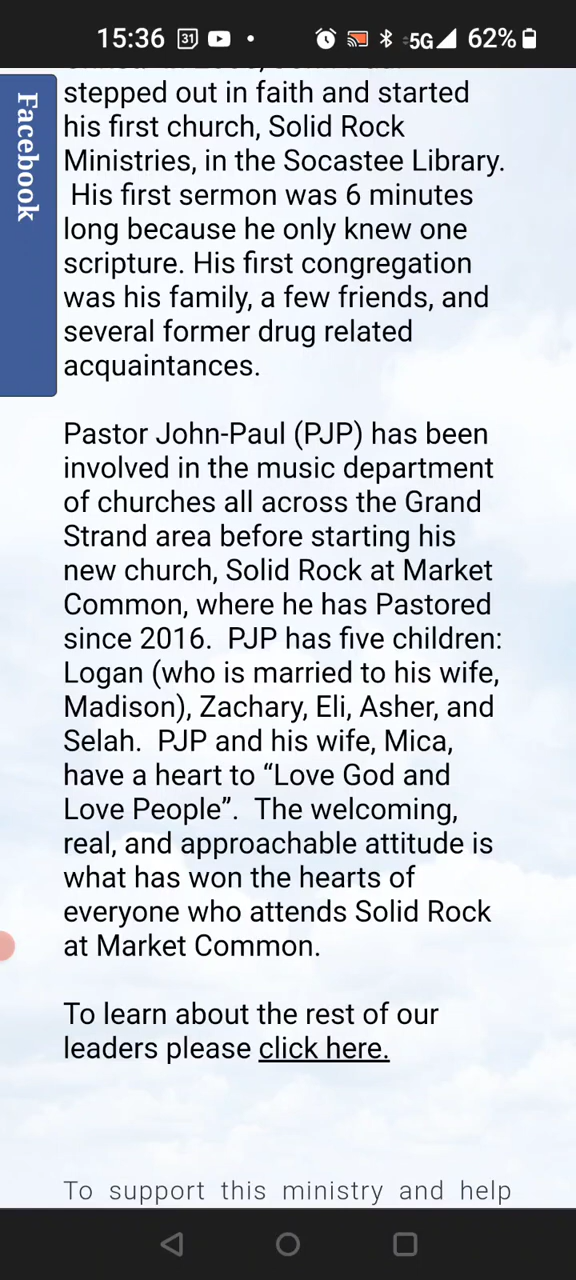 15:36 31 5G 62%
Facebook
stepped out in faith and started
his first church, Solid Rock
Ministries, in the Socastee Library.
His first sermon was 6 minutes
long because he only knew one
scripture. His first congregation
was his family, a few friends, and
several former drug related
acquaintances.
Pastor John-Paul (PJP) has been
involved in the music department
of churches all across the Grand
Strand area before starting his
new church, Solid Rock at Market
Common, where he has Pastored
since 2016.  PJP has five children:
Logan (who is married to his wife,
Madison), Zachary, Eli, Asher, and
Selah.  PJP and his wife, Mica,
have a heart to “Love God and
Love People”.  The welcoming,
real, and approachable attitude is
what has won the hearts of
everyone who attends Solid Rock
at Market Common.
To learn about the rest of our
leaders please click here.
To support this ministry and help